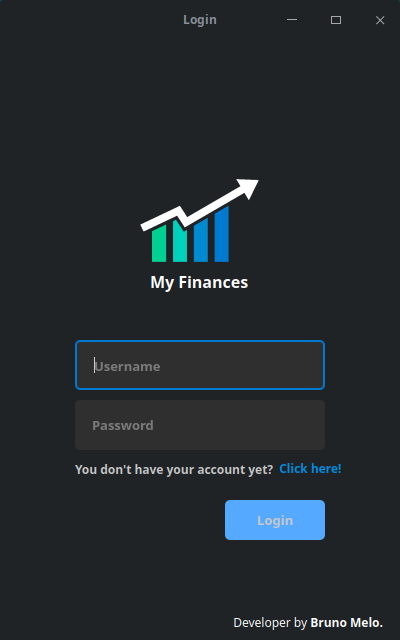 Login
My Finances
Username
Password
You don't have your account yet? Click here!
Login
Developer by Bruno Melo.